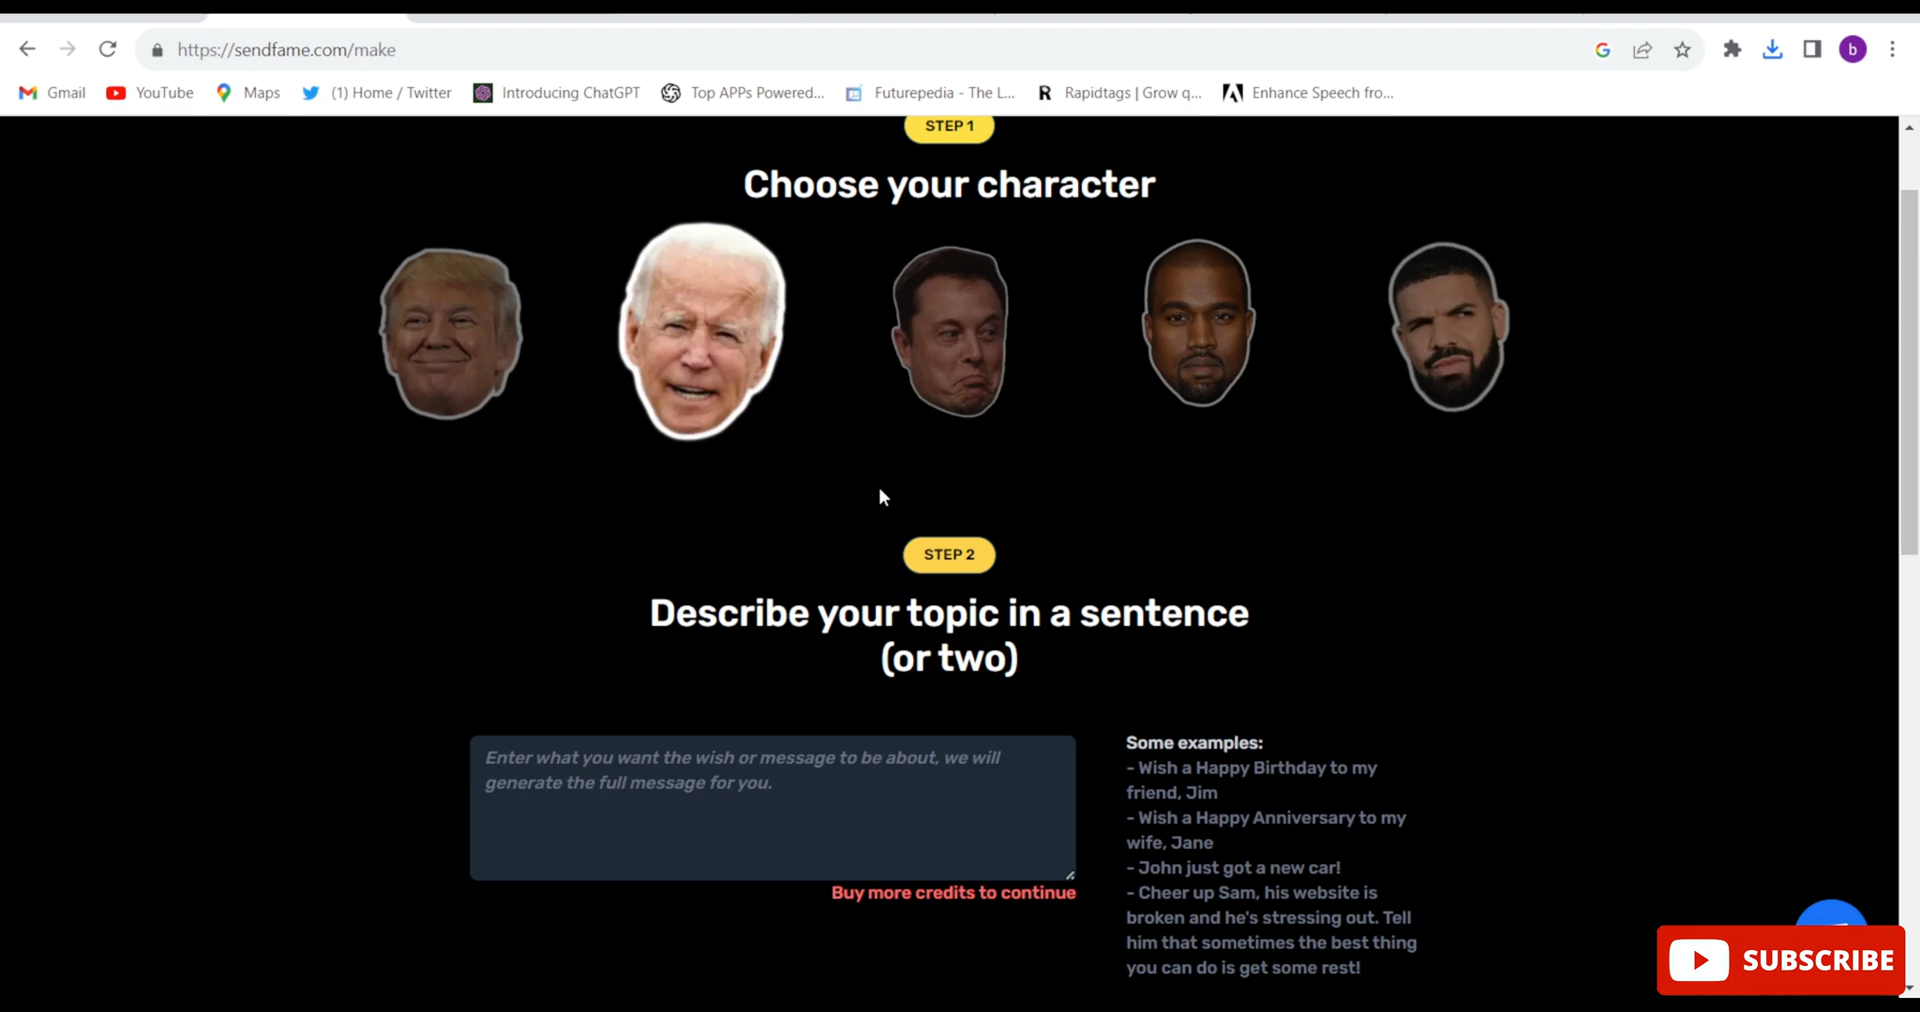 https://sendfame.com/make
b
Gmail
YouTube
Maps
(1) Home / Twitter
Introducing ChatGPT
Top APPs Powered...
Futurepedia - The L...
R Rapidtags | Grow q...
Enhance Speech fro...
STEP 1
Choose your character
STEP 2
Describe your topic in a sentence
(or two)
Enter what you want the wish or message to be about, we will
generate the full message for you.
Buy more credits to continue
Some examples:
- Wish a Happy Birthday to my
friend, Jim
- Wish a Happy Anniversary to my
wife, Jane
- John just got a new car!
- Cheer up Sam, his website is
broken and he's stressing out. Tell
him that sometimes the best thing
you can do is get some rest!
SUBSCRIBE